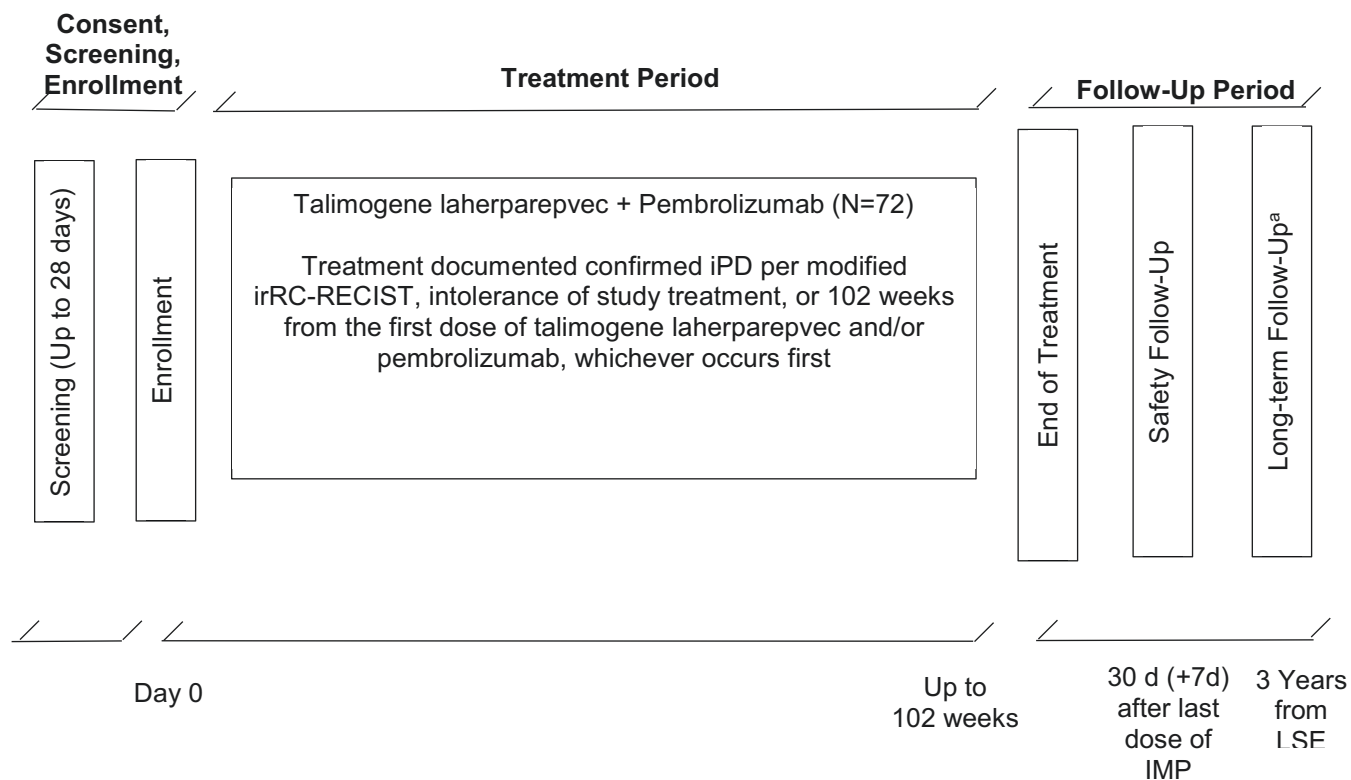 Consent,
Screening,
Enrollment
Treatment Period
Follow-Up Period
Screening (Up to 28 days)
Enrollment
Talimogene laherparepvec + Pembrolizumab (N=72)
Treatment documented confirmed iPD per modified
irRC-RECIST, intolerance of study treatment, or 102 weeks
from the first dose of talimogene laherparepvec and/or
pembrolizumab, whichever occurs first
End of Treatment
Safety Follow-Up
Long-term Follow-Upᵃ
Day 0
Up to
102 weeks
30 d (+7d)
after last
dose of
IMP
3 Years
from
LSE